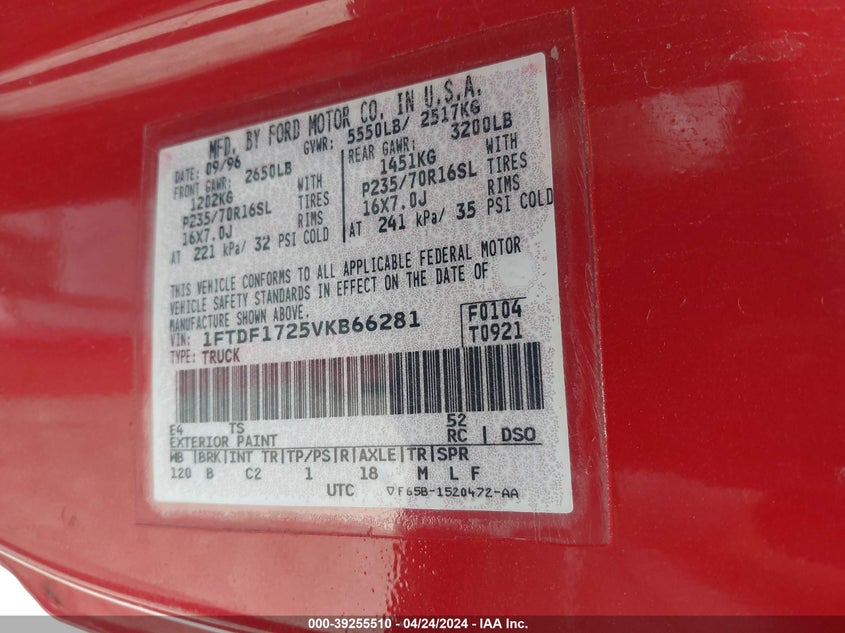 MFD. BY FORD MOTOR CO. IN U.S.A.
DATE: 09/96 GVWR: 5550LB/ 2517KG
FRONT GAWR: 2650LB REAR GAWR: 3200LB
1202KG WITH 1451KG WITH
P235/70R16SL TIRES P235/70R16SL TIRES
16X7.0J RIMS 16X7.0J RIMS
AT 221 kPa/ 32 PSI COLD AT 241 kPa/ 35 PSI COLD
THIS VEHICLE CONFORMS TO ALL APPLICABLE FEDERAL MOTOR
VEHICLE SAFETY STANDARDS IN EFFECT ON THE DATE OF
MANUFACTURE SHOWN ABOVE.
VIN: 1FTDF1725VKB66281 F0104
TYPE: TRUCK T0921
E4 TS 52
EXTERIOR PAINT RC DSO
WB BRK INT TR TP/PS R AXLE TR SPR
120 B C2 1 18 M L F
UTC ▽F65B-1520472-AA
000-39255510 - 04/24/2024 - IAA Inc.